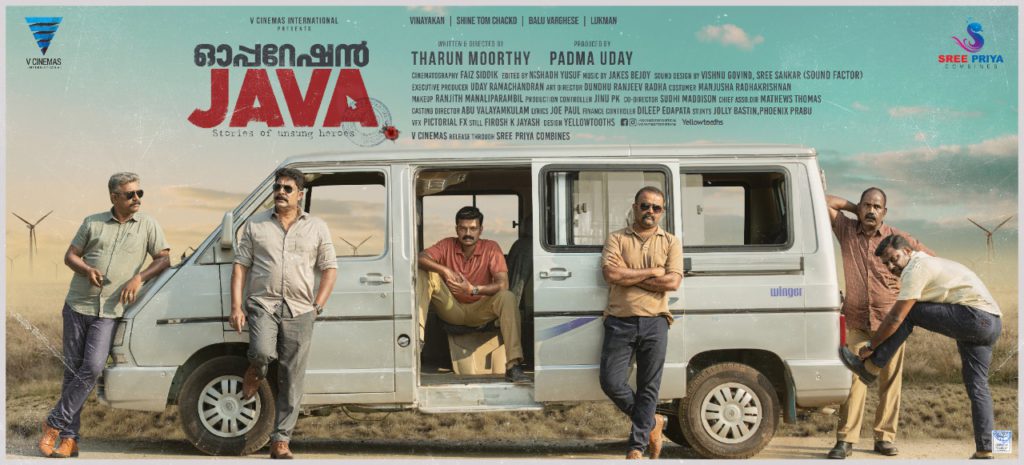 V CINEMAS
INTERNATIONAL
V CINEMAS INTERNATIONAL
PRESENTS
VINAYAKAN | SHINE TOM CHACKO | BALU VARGHESE | LUKMAN
ഓപ്പറേഷൻ
JAVA
Stories of unsung heroes
WRITTEN & DIRECTED BY
THARUN MOORTHY
PRODUCED BY
PADMA UDAY
CINEMATOGRAPHY FAIZ SIDDIK EDITED BY NSHADH YUSUF MUSIC BY JAKES BEJOY SOUND DESIGN BY VISHNU GOVIND, SREE SANKAR (SOUND FACTOR)
EXECUTIVE PRODUCER UDAY RAMACHANDRAN ART DIRECTOR DUNDHU RANJEEV RADHA COSTUMER MANJUSHA RADHAKRISHNAN
MAKEUP RANJITH MANALIPARAMBIL PRODUCTION CONTROLLER JINU PK CO-DIRECTOR SUDHI MADDISON CHIEF ASSO.DIR MATHEWS THOMAS
CASTING DIRECTOR ABU VALAYAMKULAM LYRICS JOE PAUL FINANCE CONTROLLER DILEEP EDAPATA STUNTS JOLLY BASTIN, PHOENIX PRABU
VFX PICTORIAL FX STILL FIROSH K JAYASH DESIGN YELLOWTOOTHS
Yellowtooths
V CINEMAS RELEASE THROUGH SREE PRIYA COMBINES
SREE PRIYA
COMBINES
winger